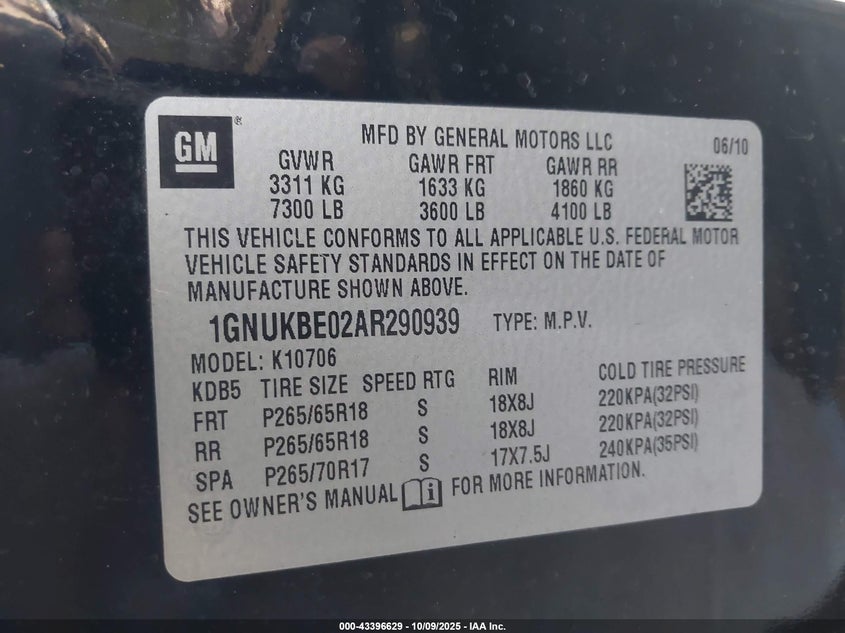 GM®
MFD BY GENERAL MOTORS LLC 06/10
GVWR GAWR FRT GAWR RR
3311 KG 1633 KG 1860 KG
7300 LB 3600 LB 4100 LB
THIS VEHICLE CONFORMS TO ALL APPLICABLE U.S. FEDERAL MOTOR
VEHICLE SAFETY STANDARDS IN EFFECT ON THE DATE OF
MANUFACTURE SHOWN ABOVE.
1GNUKBE02AR290939 TYPE: M.P.V.
MODEL: K10706
KDB5 TIRE SIZE SPEED RTG RIM COLD TIRE PRESSURE
FRT P265/65R18 S 18X8J 220KPA(32PSI)
RR P265/65R18 S 18X8J 220KPA(32PSI)
SPA P265/70R17 S 17X7.5J 240KPA(35PSI)
SEE OWNER'S MANUAL FOR MORE INFORMATION.
000-43396629 - 10/09/2025 - IAA Inc.